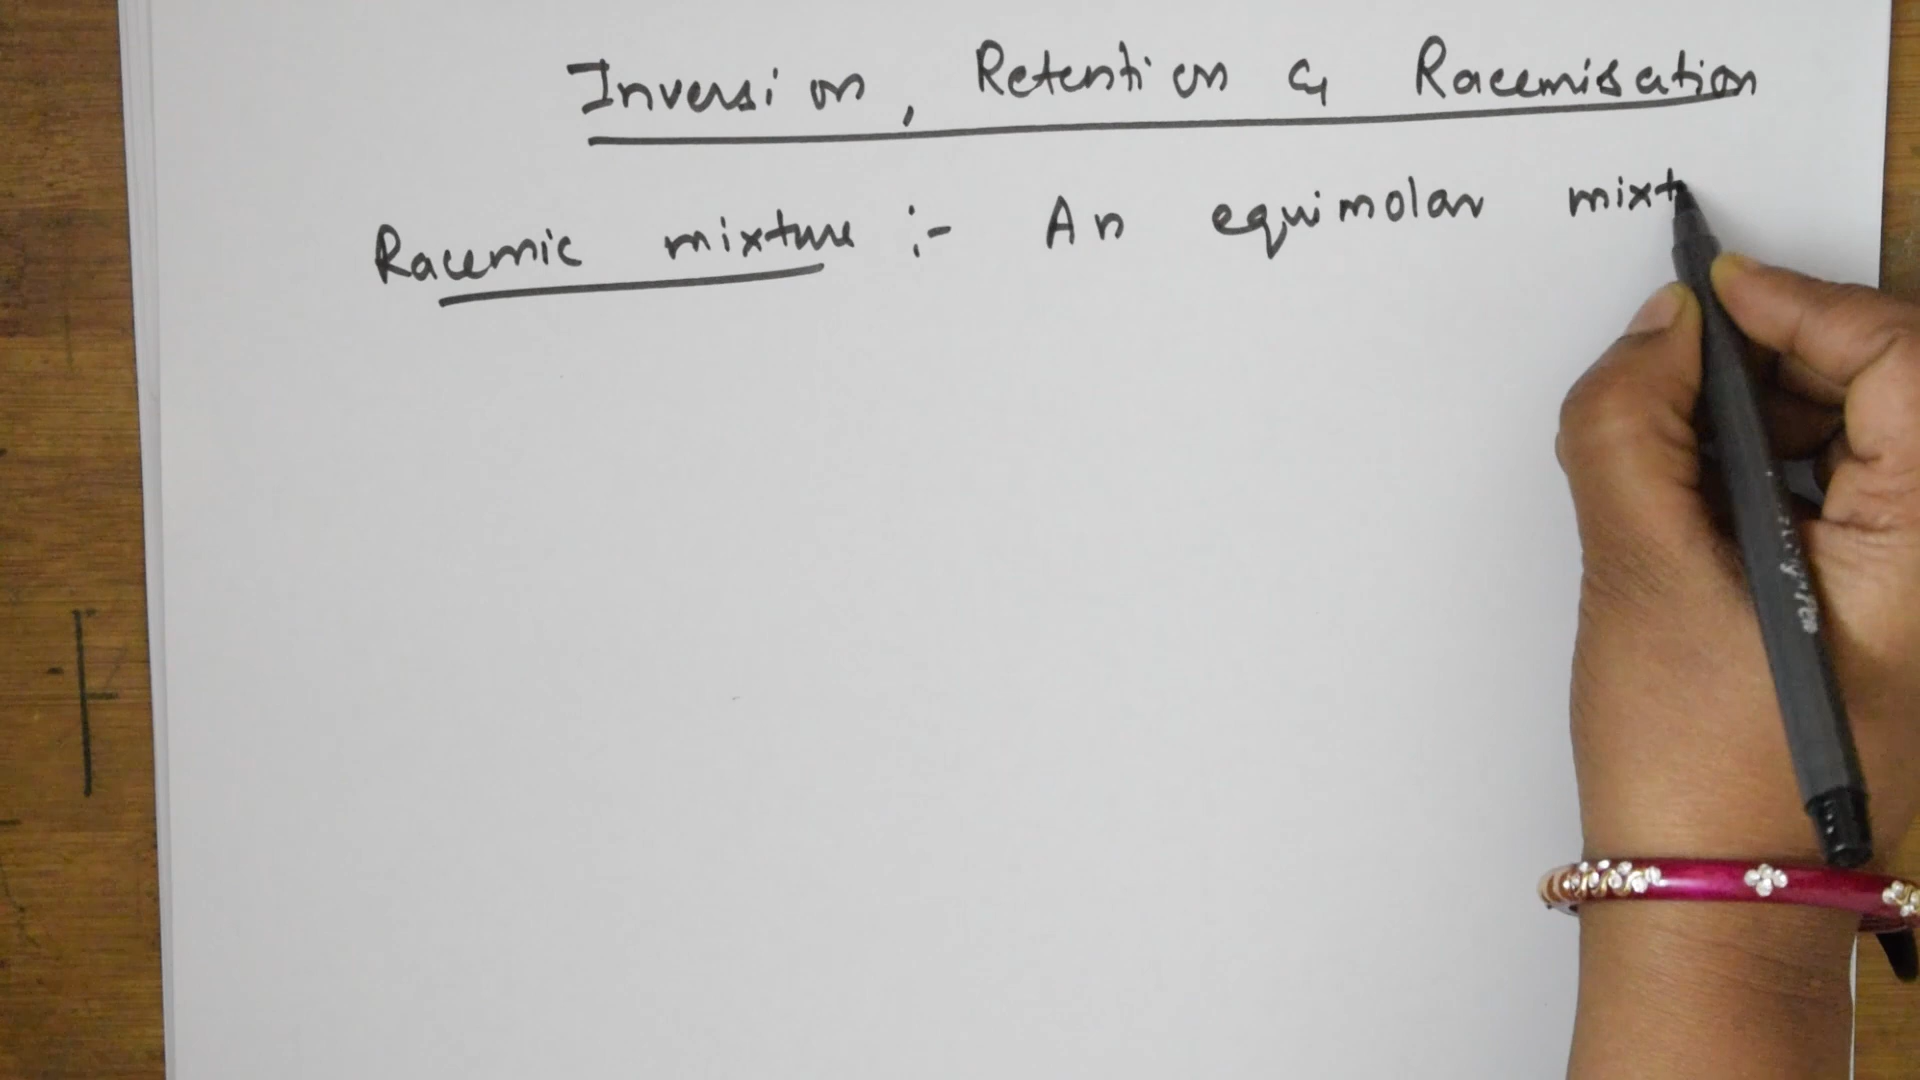 Inversion, Retention & Racemisation
Racemic mixture :- An equimolar mixt